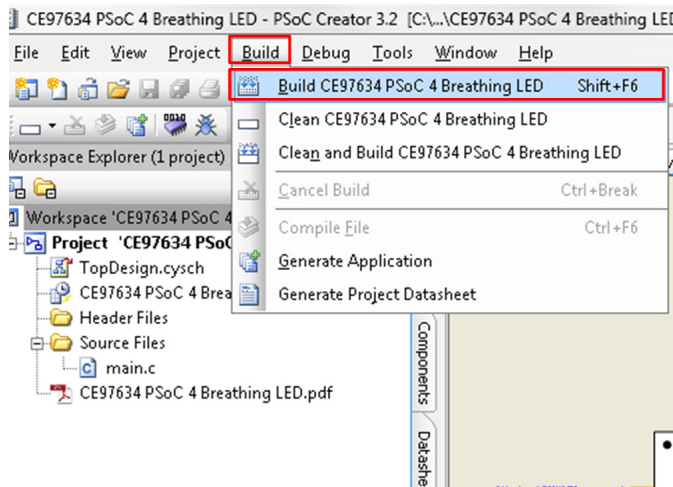 CE97634 PSoC 4 Breathing LED - PSoC Creator 3.2 [C:\...\CE97634 PSoC 4 Breathing LE
File Edit View Project Build Debug Tools Window Help
Build CE97634 PSoC 4 Breathing LED Shift+F6
Clean CE97634 PSoC 4 Breathing LED
Clean and Build CE97634 PSoC 4 Breathing LED
Cancel Build Ctrl+Break
Compile File Ctrl+F6
Generate Application
Generate Project Datasheet
Workspace Explorer (1 project)
Workspace 'CE97634 PSoC 4
Project 'CE97634 PSo
TopDesign.cysch
CE97634 PSoC 4 Brea
Header Files
Source Files
main.c
CE97634 PSoC 4 Breathing LED.pdf
Components
Datashe